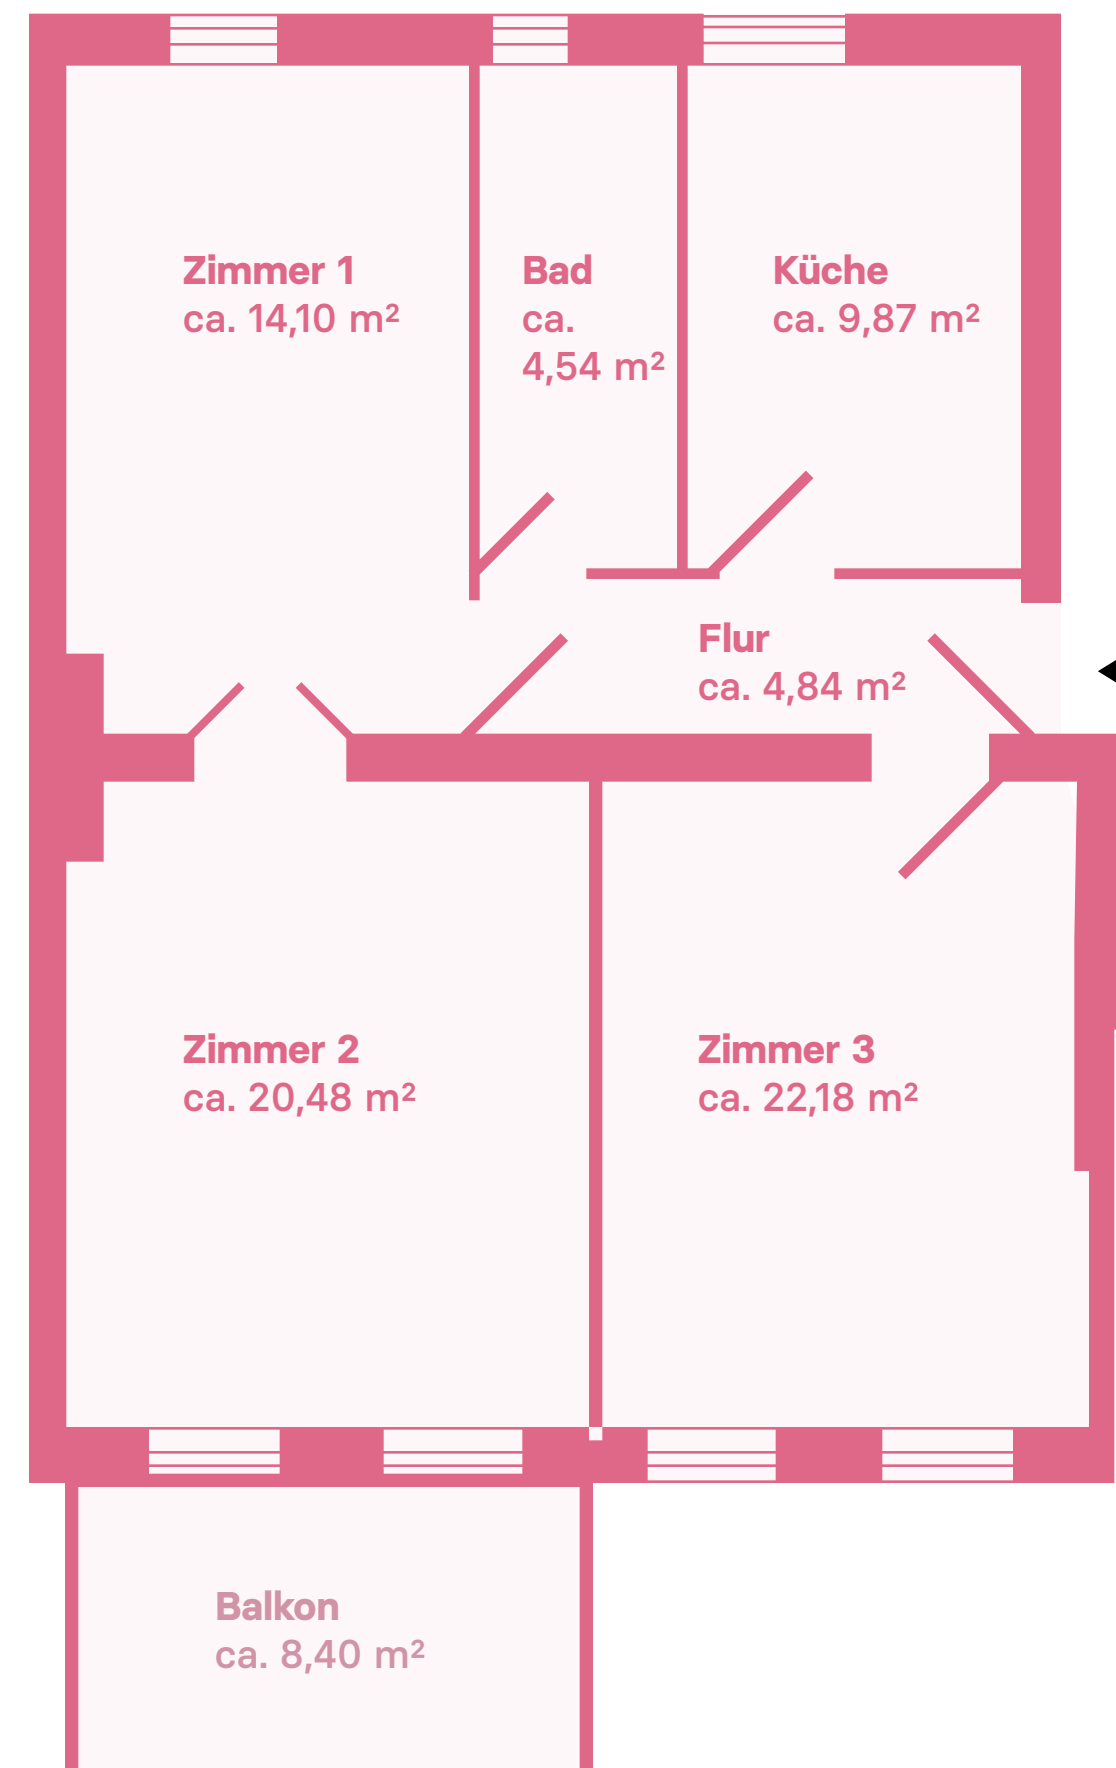 Zimmer 1
ca. 14,10 m²
Bad
ca.
4,54 m²
Küche
ca. 9,87 m²
Flur
ca. 4,84 m²
Zimmer 2
ca. 20,48 m²
Zimmer 3
ca. 22,18 m²
Balkon
ca. 8,40 m²